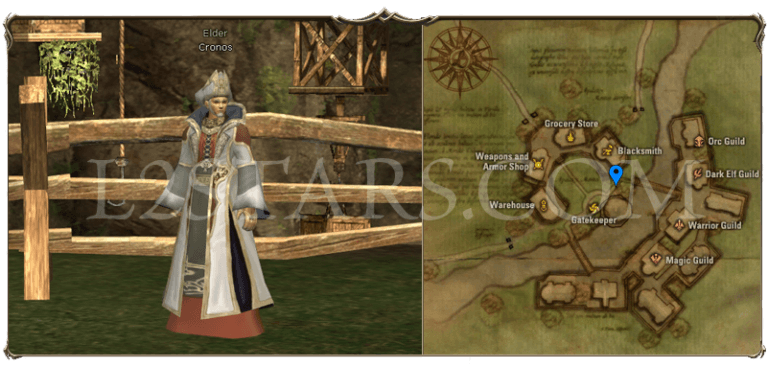 Elder
Cronos
L2STARS.COM
Grocery Store
Blacksmith
Weapons and
Armor Shop
Warehouse
Gatekeeper
Orc Guild
Dark Elf Guild
Warrior Guild
Magic Guild